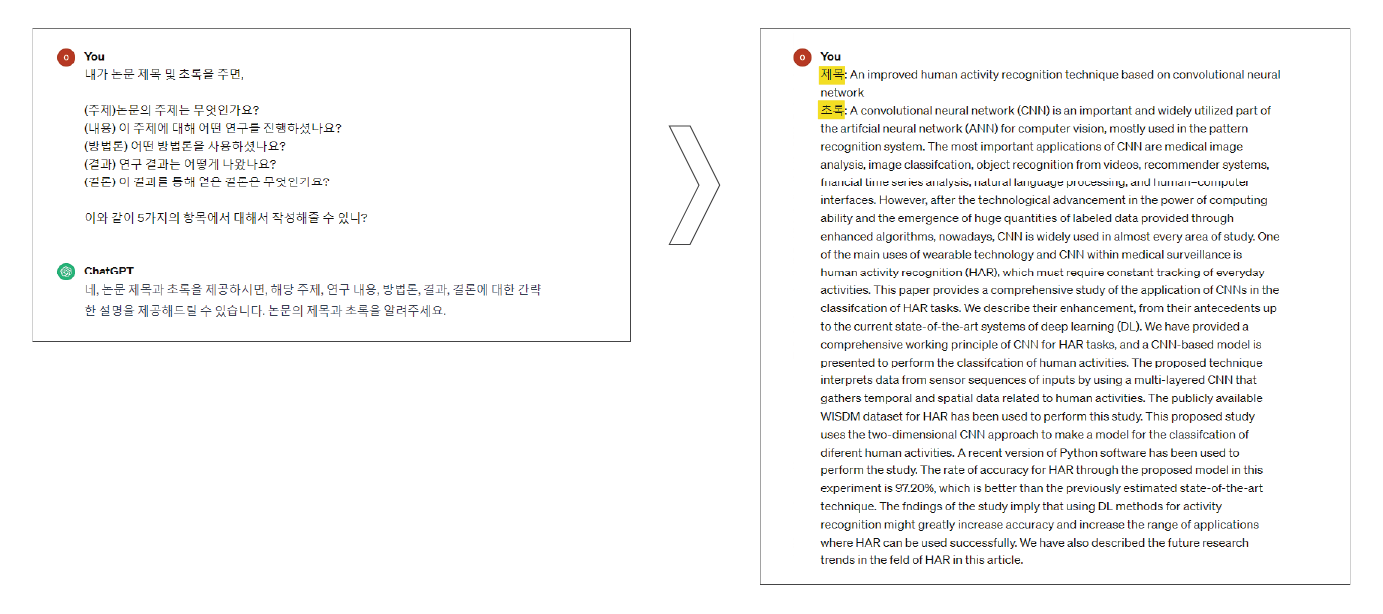 You
내가 논문 제목 및 초록을 주면,
(주제)논문의 주제는 무엇인가요?
(내용) 이 주제에 대해 어떤 연구를 진행하셨나요?
(방법론) 어떤 방법론을 사용하셨나요?
(결과) 연구 결과는 어떻게 나왔나요?
(결론) 이 결과를 통해 얻은 결론은 무엇인가요?
이와 같이 5가지의 항목에서 대해서 작성해줄 수 있니?
ChatGPT
네, 논문 제목과 초록을 제공하시면, 해당 주제, 연구 내용, 방법론, 결과, 결론에 대한 간략
한 설명을 제공해드릴 수 있습니다. 논문의 제목과 초록을 알려주세요.
You
제목: An improved human activity recognition technique based on convolutional neural
network
초록: A convolutional neural network (CNN) is an important and widely utilized part of
the artifcial neural network (ANN) for computer vision, mostly used in the pattern
recognition system. The most important applications of CNN are medical image
analysis, image classifcation, object recognition from videos, recommender systems,
fnancial time series analysis, natural language processing, and human–computer
interfaces. However, after the technological advancement in the power of computing
ability and the emergence of huge quantities of labeled data provided through
enhanced algorithms, nowadays, CNN is widely used in almost every area of study. One
of the main uses of wearable technology and CNN within medical surveillance is
human activity recognition (HAR), which must require constant tracking of everyday
activities. This paper provides a comprehensive study of the application of CNNs in the
classifcation of HAR tasks. We describe their enhancement, from their antecedents up
to the current state-of-the-art systems of deep learning (DL). We have provided a
comprehensive working principle of CNN for HAR tasks, and a CNN-based model is
presented to perform the classifcation of human activities. The proposed technique
interprets data from sensor sequences of inputs by using a multi-layered CNN that
gathers temporal and spatial data related to human activities. The publicly available
WISDM dataset for HAR has been used to perform this study. This proposed study
uses the two-dimensional CNN approach to make a model for the classifcation of
diferent human activities. A recent version of Python software has been used to
perform the study. The rate of accuracy for HAR through the proposed model in this
experiment is 97.20%, which is better than the previously estimated state-of-the-art
technique. The fndings of the study imply that using DL methods for activity
recognition might greatly increase accuracy and increase the range of applications
where HAR can be used successfully. We have also described the future research
trends in the feld of HAR in this article.